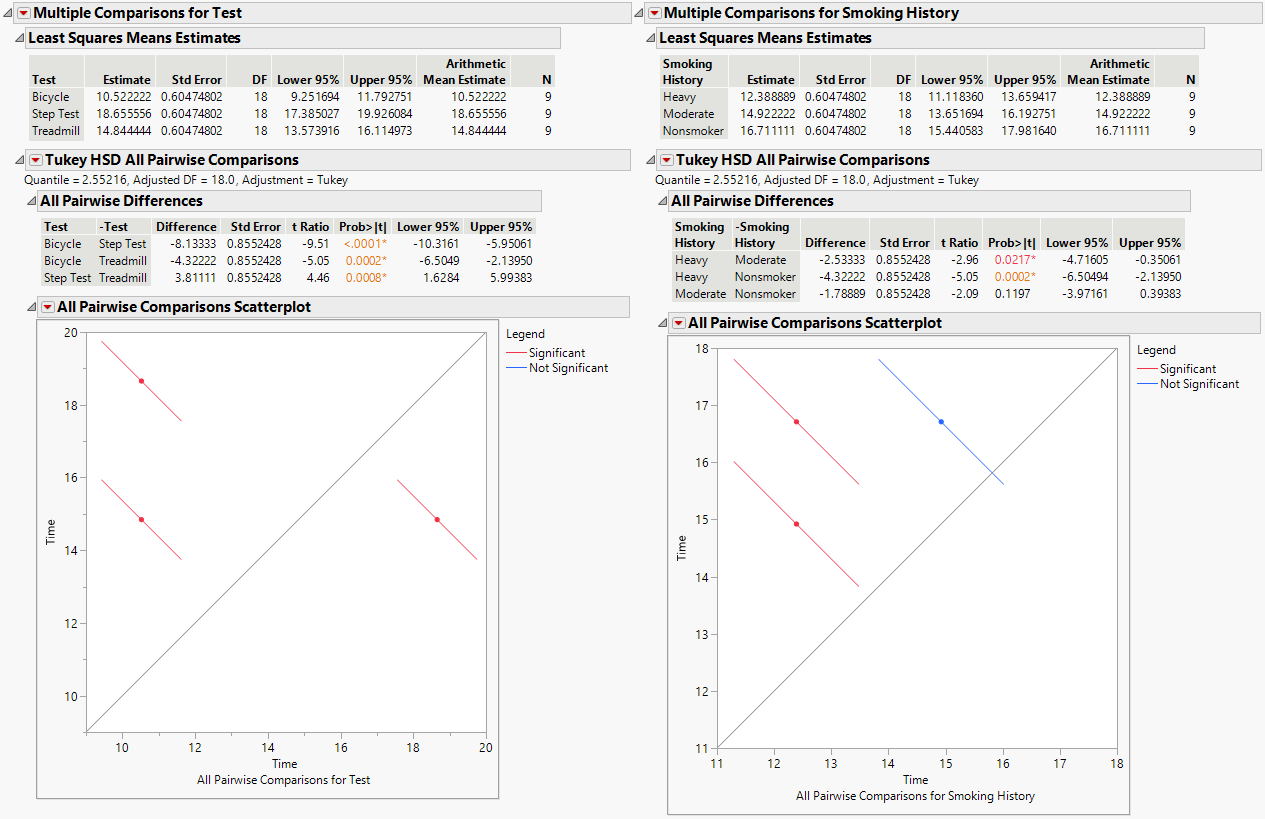 Multiple Comparisons for Test
Least Squares Means Estimates
Arithmetic
Test Estimate Std Error DF Lower 95% Upper 95% Mean Estimate N
Bicycle 10.522222 0.60474802 18 9.251694 11.792751 10.522222 9
Step Test 18.655556 0.60474802 18 17.385027 19.926084 18.655556 9
Treadmill 14.844444 0.60474802 18 13.573916 16.114973 14.844444 9
Tukey HSD All Pairwise Comparisons
Quantile = 2.55216, Adjusted DF = 18.0, Adjustment = Tukey
All Pairwise Differences
Test -Test Difference Std Error t Ratio Prob>|t| Lower 95% Upper 95%
Bicycle Step Test -8.13333 0.8552428 -9.51 <.0001* -10.3161 -5.95061
Bicycle Treadmill -4.32222 0.8552428 -5.05 0.0002* -6.5049 -2.13950
Step Test Treadmill 3.81111 0.8552428 4.46 0.0008* 1.6284 5.99383
All Pairwise Comparisons Scatterplot
20
18
16
14
12
10
Time
10 12 14 16 18 20
Time
All Pairwise Comparisons for Test
Legend
Significant
Not Significant
Multiple Comparisons for Smoking History
Least Squares Means Estimates
Smoking Arithmetic
History Estimate Std Error DF Lower 95% Upper 95% Mean Estimate N
Heavy 12.388889 0.60474802 18 11.118360 13.659417 12.388889 9
Moderate 14.922222 0.60474802 18 13.651694 16.192751 14.922222 9
Nonsmoker 16.711111 0.60474802 18 15.440583 17.981640 16.711111 9
Tukey HSD All Pairwise Comparisons
Quantile = 2.55216, Adjusted DF = 18.0, Adjustment = Tukey
All Pairwise Differences
Smoking -Smoking
History History Difference Std Error t Ratio Prob>|t| Lower 95% Upper 95%
Heavy Moderate -2.53333 0.8552428 -2.96 0.0217* -4.71605 -0.35061
Heavy Nonsmoker -4.32222 0.8552428 -5.05 0.0002* -6.50494 -2.13950
Moderate Nonsmoker -1.78889 0.8552428 -2.09 0.1197 -3.97161 0.39383
All Pairwise Comparisons Scatterplot
18
17
16
15
14
13
12
11
Time
11 12 13 14 15 16 17 18
Time
All Pairwise Comparisons for Smoking History
Legend
Significant
Not Significant